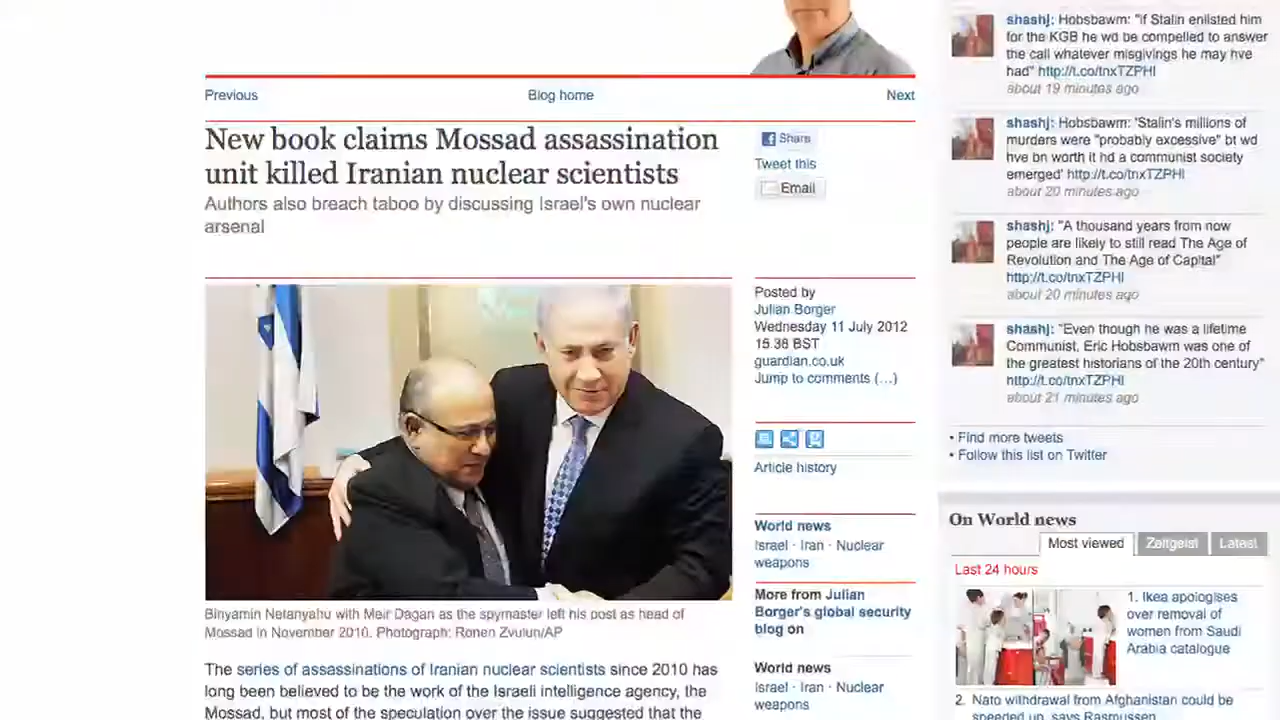 Previous
Blog home
Next
New book claims Mossad assassination
unit killed Iranian nuclear scientists
Authors also breach taboo by discussing Israel's own nuclear
arsenal
Share
Tweet this
Email
Posted by
Julian Borger
Wednesday 11 July 2012
15.38 BST
guardian.co.uk
Jump to comments (…)
Article history
World news
Israel · Iran · Nuclear
weapons
More from Julian
Borger's global security
blog on
World news
Israel · Iran · Nuclear
weapons
Binyamin Netanyahu with Meir Dagan as the spymaster left his post as head of
Mossad in November 2010. Photograph: Ronen Zvulun/AP
The series of assassinations of Iranian nuclear scientists since 2010 has
long been believed to be the work of the Israeli intelligence agency, the
Mossad, but most of the speculation over the issue suggested that the
shashj: Hobsbawm: "if Stalin enlisted him
for the KGB he wd be compelled to answer
the call whatever misgivings he may hve
had" http://t.co/tnxTZPHI
about 19 minutes ago
shashj: Hobsbawm: 'Stalin's millions of
murders were "probably excessive" bt wd
hve bn worth it hd a communist society
emerged' http://t.co/tnxTZPHI
about 20 minutes ago
shashj: "A thousand years from now
people are likely to still read The Age of
Revolution and The Age of Capital"
http://t.co/tnxTZPHI
about 20 minutes ago
shashj: "Even though he was a lifetime
Communist, Eric Hobsbawm was one of
the greatest historians of the 20th century"
http://t.co/tnxTZPHI
about 21 minutes ago
• Find more tweets
• Follow this list on Twitter
On World news
Most viewed
Zeitgeist
Latest
Last 24 hours
1. Ikea apologises
over removal of
women from Saudi
Arabia catalogue
2. Nato withdrawal from Afghanistan could be
speeded up, says Rasmussen